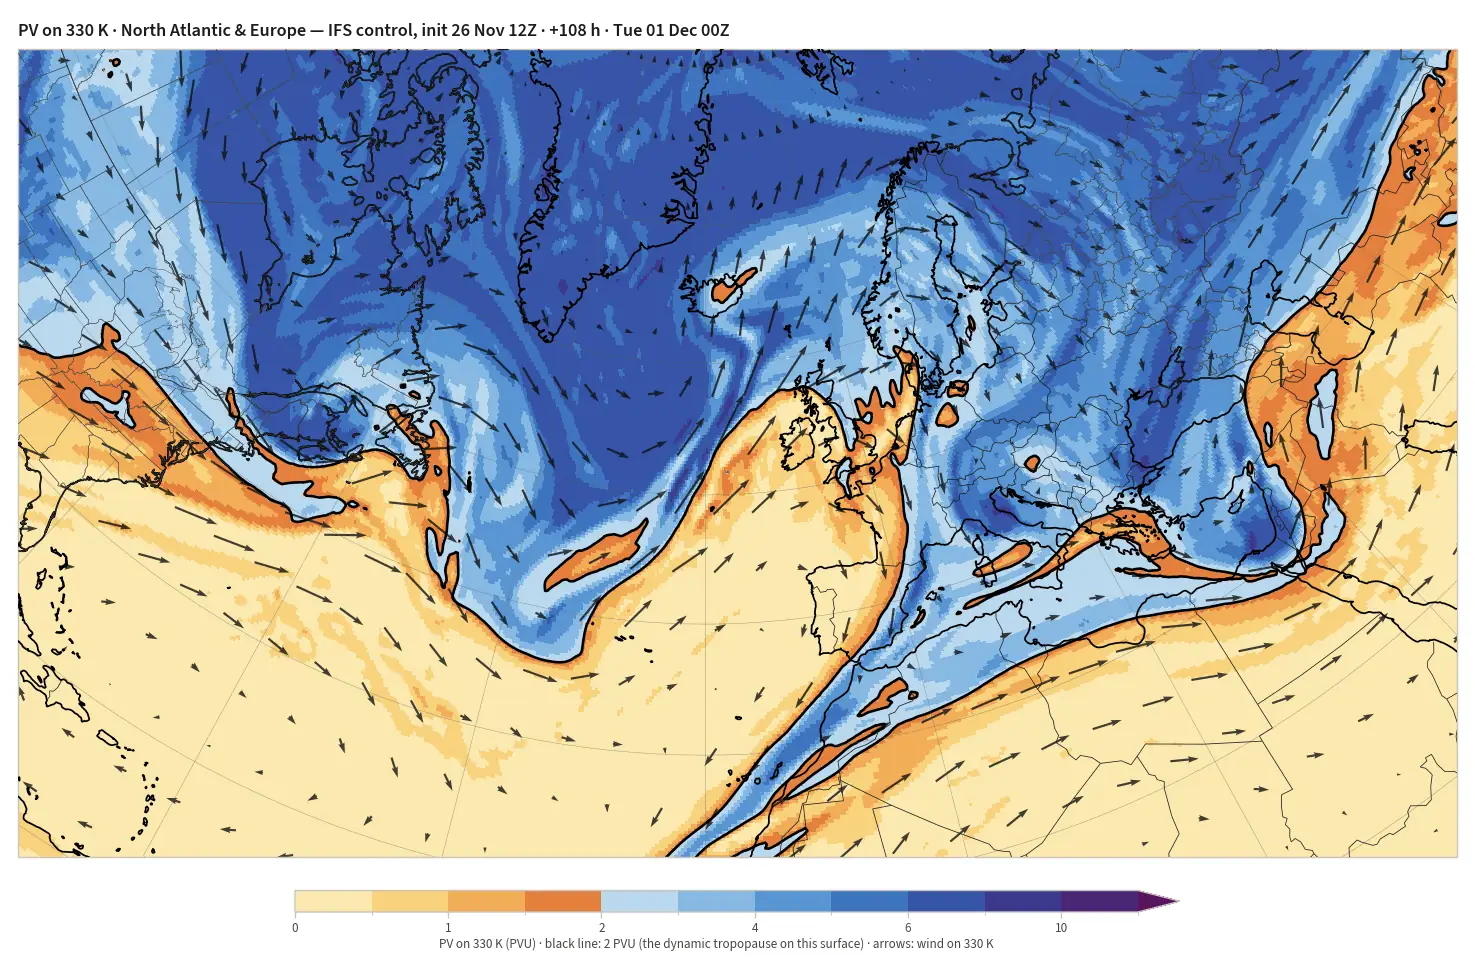 PV on 330 K · North Atlantic & Europe — IFS control, init 26 Nov 12Z · +108 h · Tue 01 Dec 00Z
0 1 2 4 6 10
PV on 330 K (PVU) · black line: 2 PVU (the dynamic tropopause on this surface) · arrows: wind on 330 K